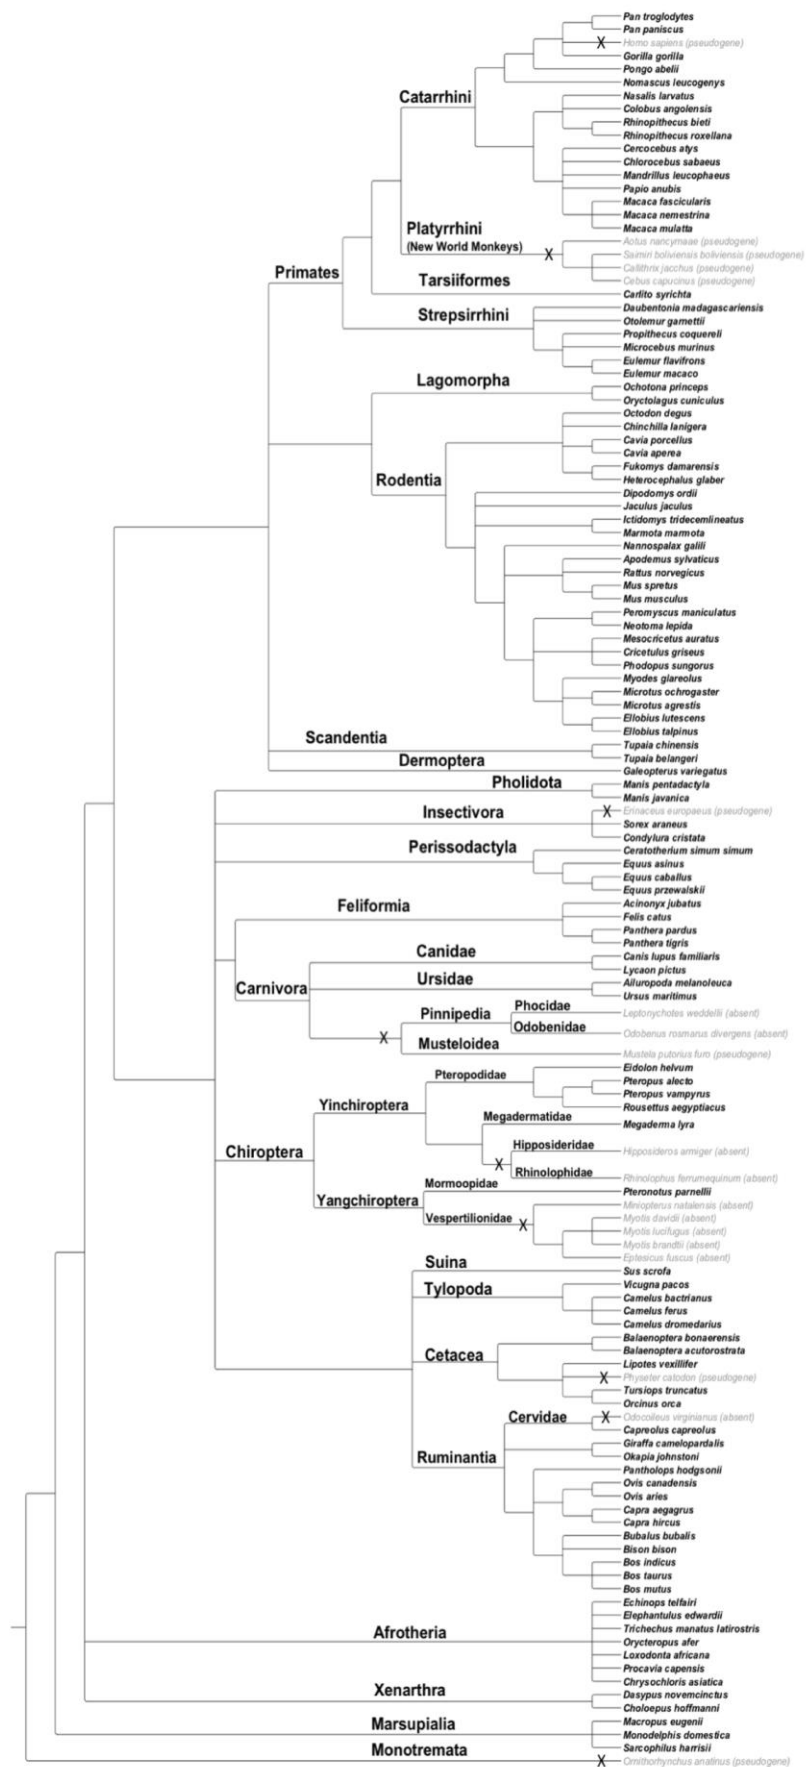 Pan troglodytes
Pan paniscus
Homo sapiens (pseudogene)
Gorilla gorilla
Pongo abelii
Nomascus leucogenys
Catarrhini
Nasalis larvatus
Colobus angolensis
Rhinopithecus bieti
Rhinopithecus roxellana
Cercocebus atys
Chlorocebus sabaeus
Mandrillus leucophaeus
Papio anubis
Macaca fascicularis
Macaca nemestrina
Macaca mulatta
Platyrrhini
(New World Monkeys)
Aotus nancymaae (pseudogene)
Saimiri boliviensis boliviensis (pseudogene)
Callithrix jacchus (pseudogene)
Cebus capucinus (pseudogene)
Primates
Tarsiiformes
Carlito syrichta
Strepsirrhini
Daubentonia madagascariensis
Otolemur garnettii
Propithecus coquereli
Microcebus murinus
Eulemur flavifrons
Eulemur macaco
Lagomorpha
Ochotona princeps
Oryctolagus cuniculus
Octodon degus
Chinchilla lanigera
Cavia porcellus
Cavia aperea
Fukomys damarensis
Heterocephalus glaber
Rodentia
Dipodomys ordii
Jaculus jaculus
Ictidomys tridecemlineatus
Marmota marmota
Nannospalax galili
Apodemus sylvaticus
Rattus norvegicus
Mus spretus
Mus musculus
Peromyscus maniculatus
Neotoma lepida
Mesocricetus auratus
Cricetulus griseus
Phodopus sungorus
Myodes glareolus
Microtus ochrogaster
Microtus agrestis
Ellobius lutescens
Ellobius talpinus
Scandentia
Tupaia chinensis
Tupaia belangeri
Dermoptera
Galeopterus variegatus
Pholidota
Manis pentadactyla
Manis javanica
Insectivora
Erinaceus europaeus (pseudogene)
Sorex araneus
Condylura cristata
Perissodactyla
Ceratotherium simum simum
Equus asinus
Equus caballus
Equus przewalskii
Feliformia
Acinonyx jubatus
Felis catus
Panthera pardus
Panthera tigris
Carnivora
Canidae
Canis lupus familiaris
Lycaon pictus
Ursidae
Ailuropoda melanoleuca
Ursus maritimus
Pinnipedia
Phocidae
Leptonychotes weddellii (absent)
Odobenidae
Odobenus rosmarus divergens (absent)
Musteloidea
Mustela putorius furo (pseudogene)
Chiroptera
Yinchiroptera
Pteropodidae
Eidolon helvum
Pteropus alecto
Pteropus vampyrus
Rousettus aegyptiacus
Megadermatidae
Megaderma lyra
Hipposideridae
Hipposideros armiger (absent)
Rhinolophidae
Rhinolophus ferrumequinum (absent)
Yangchiroptera
Mormoopidae
Pteronotus parnellii
Vespertilionidae
Miniopterus natalensis (absent)
Myotis davidii (absent)
Myotis lucifugus (absent)
Myotis brandtii (absent)
Eptesicus fuscus (absent)
Suina
Sus scrofa
Tylopoda
Vicugna pacos
Camelus bactrianus
Camelus ferus
Camelus dromedarius
Cetacea
Balaenoptera bonaerensis
Balaenoptera acutorostrata
Lipotes vexillifer
Physeter catodon (pseudogene)
Tursiops truncatus
Orcinus orca
Ruminantia
Cervidae
Odocoileus virginianus (absent)
Capreolus capreolus
Giraffa camelopardalis
Okapia johnstoni
Pantholops hodgsonii
Ovis canadensis
Ovis aries
Capra aegagrus
Capra hircus
Bubalus bubalis
Bison bison
Bos indicus
Bos taurus
Bos mutus
Afrotheria
Echinops telfairi
Elephantulus edwardii
Trichechus manatus latirostris
Orycteropus afer
Loxodonta africana
Procavia capensis
Chrysochloris asiatica
Xenarthra
Dasypus novemcinctus
Choloepus hoffmanni
Marsupialia
Macropus eugenii
Monodelphis domestica
Sarcophilus harrisii
Monotremata
Ornithorhynchus anatinus (pseudogene)